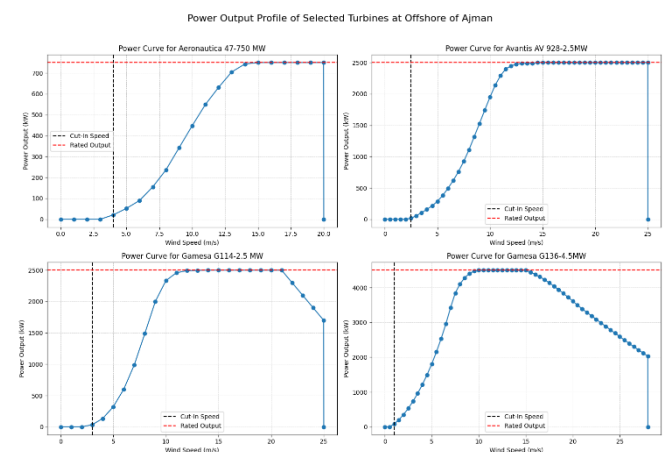 Power Output Profile of Selected Turbines at Offshore of Ajman
Power Curve for Aeronautica 47-750 MW
Power Output (kW)
700
600
500
400
300
200
100
0
Cut-In Speed
Rated Output
0.0 2.5 5.0 7.5 10.0 12.5 15.0 17.5 20.0
Wind Speed (m/s)
Power Curve for Avantis AV 928-2.5MW
Power Output (kW)
2500
2000
1500
1000
500
0
Cut-In Speed
Rated Output
0 5 10 15 20 25
Wind Speed (m/s)
Power Curve for Gamesa G114-2.5 MW
Power Output (kW)
2500
2000
1500
1000
500
0
Cut-In Speed
Rated Output
0 5 10 15 20 25
Wind Speed (m/s)
Power Curve for Gamesa G136-4.5MW
Power Output (kW)
4000
3000
2000
1000
0
Cut-In Speed
Rated Output
0 5 10 15 20 25
Wind Speed (m/s)